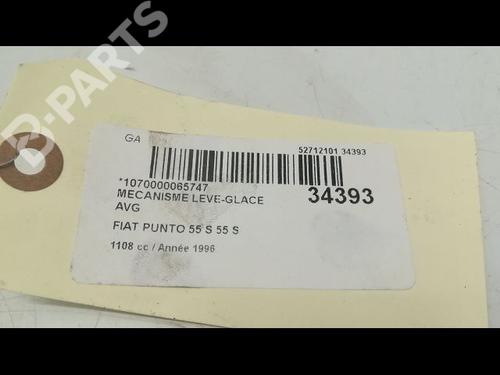 B-PARTS
GA
52712101 34393
*1070000065747
MECANISME LEVE-GLACE
AVG
34393
FIAT PUNTO 55 S 55 S
1108 cc / Année 1996